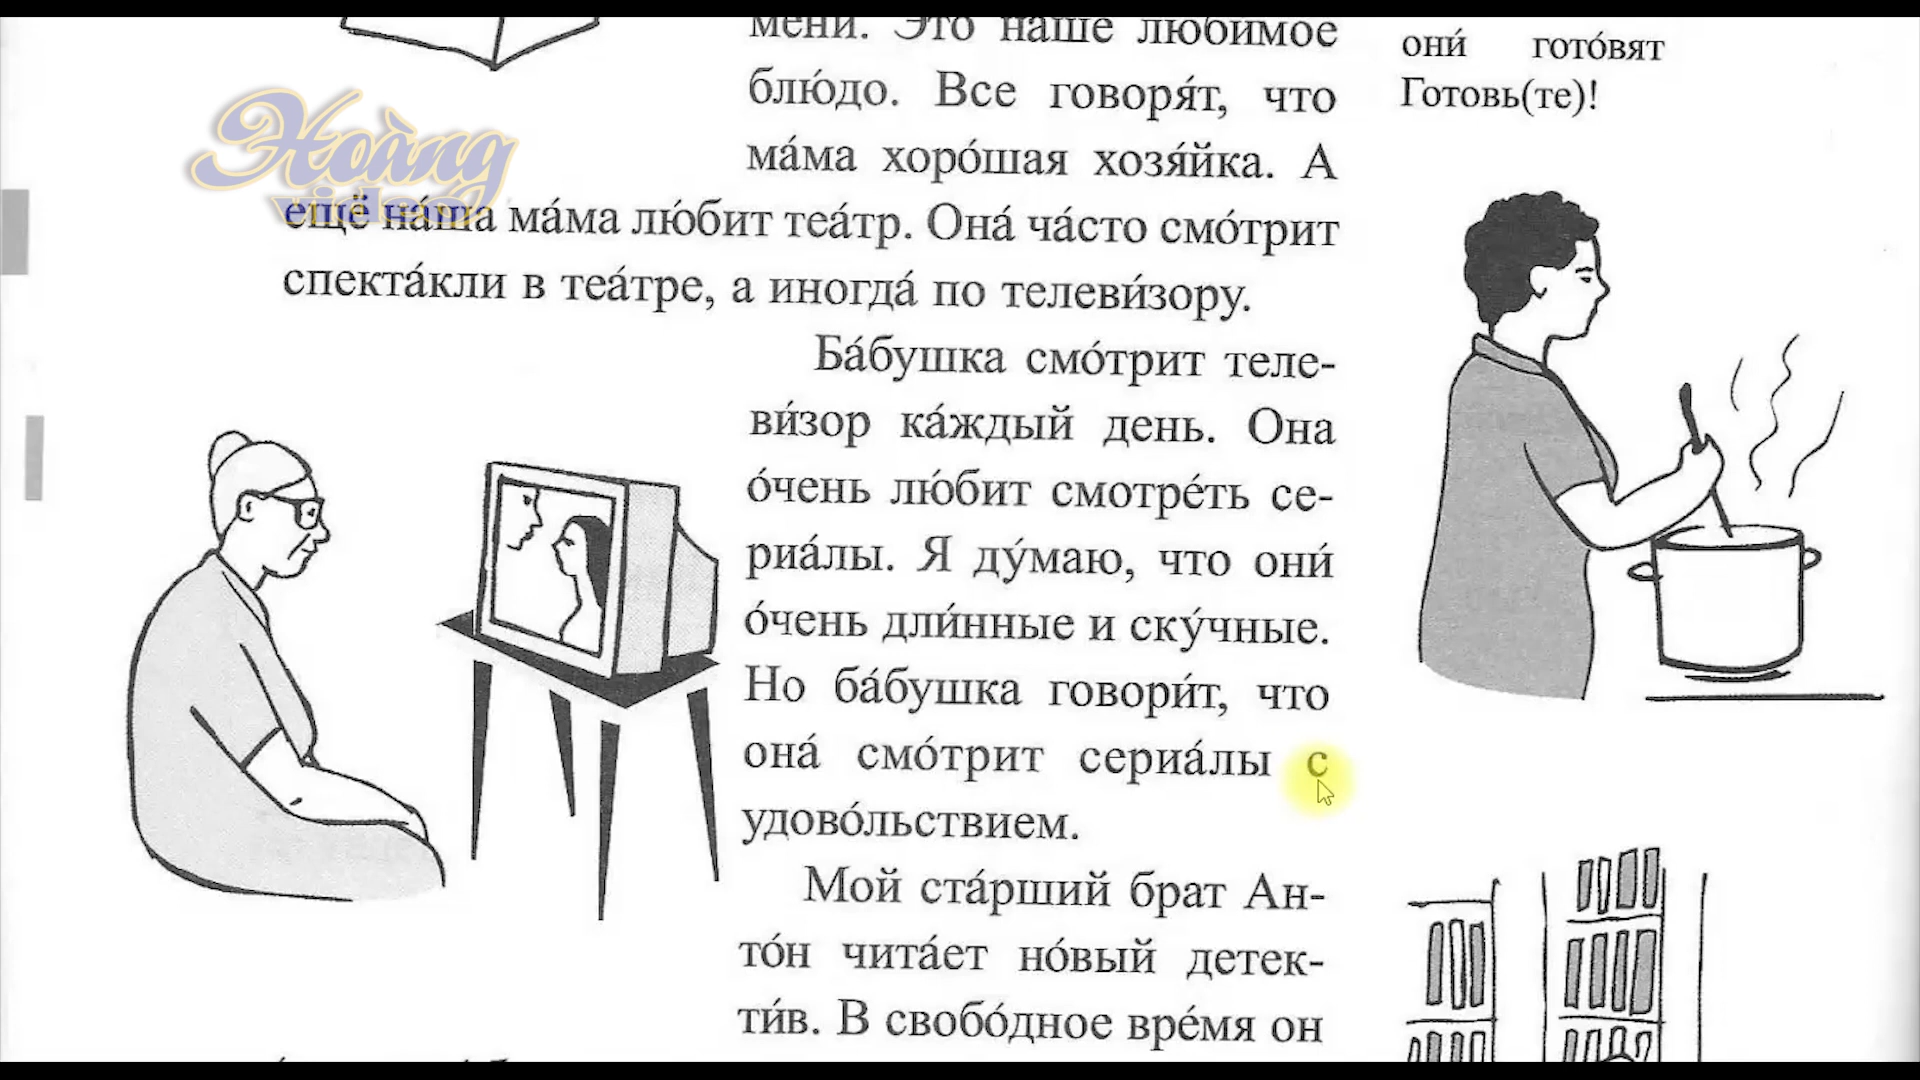 мени. Это наше любимое
блю́до. Все говоря́т, что
ма́ма хоро́шая хозя́йка. А
ещё на́ша ма́ма лю́бит теа́тр. Она́ ча́сто смо́трит
спекта́кли в теа́тре, а иногда́ по телеви́зору.
Ба́бушка смо́трит теле-
ви́зор ка́ждый день. Она
о́чень лю́бит смотре́ть се-
риа́лы. Я ду́маю, что они́
о́чень дли́нные и ску́чные.
Но ба́бушка говори́т, что
она́ смо́трит сериа́лы с
удово́льствием.
Мой ста́рший брат Ан-
то́н чита́ет но́вый детек-
ти́в. В свобо́дное вре́мя он
они́ гото́вят
Готовь(те)!
Hoàng
video